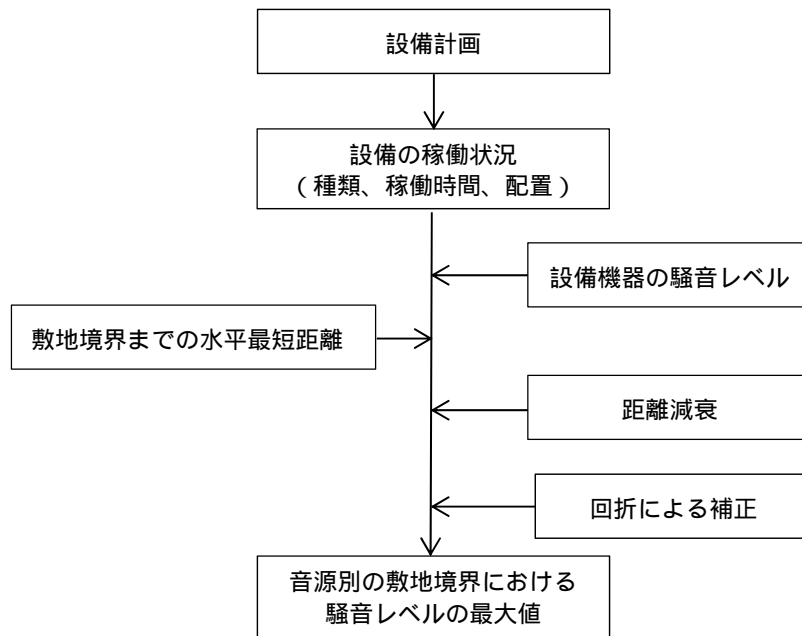 設備計画
設備の稼働状況
（種類、稼働時間、配置）
設備機器の騒音レベル
敷地境界までの水平最短距離
距離減衰
回折による補正
音源別の敷地境界における
騒音レベルの最大値